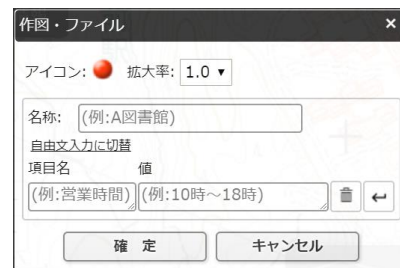 作図・ファイル ×
アイコン: 拡大率: 1.0 ▼
名称: (例:A図書館)
自由文入力に切替
項目名 値
(例:営業時間) (例:10時～18時)
確 定 キャンセル